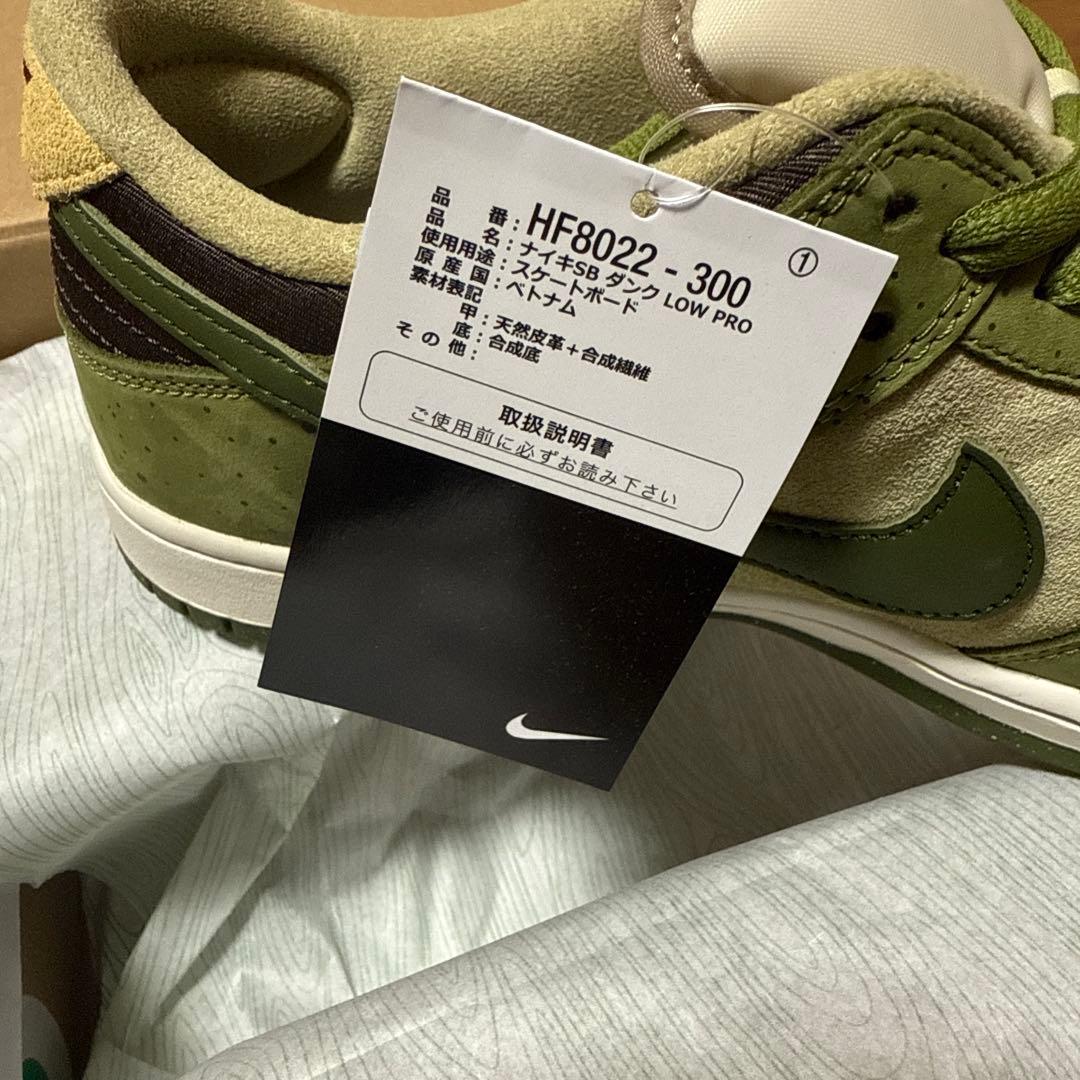 ①
品番：HF8022 - 300
品名：ナイキSB ダンク LOW PRO
使用用途：スケートボード
原産国：ベトナム
素材表記
甲：天然皮革＋合成繊維
底：合成底
その他：
取扱説明書
ご使用前に必ずお読み下さい